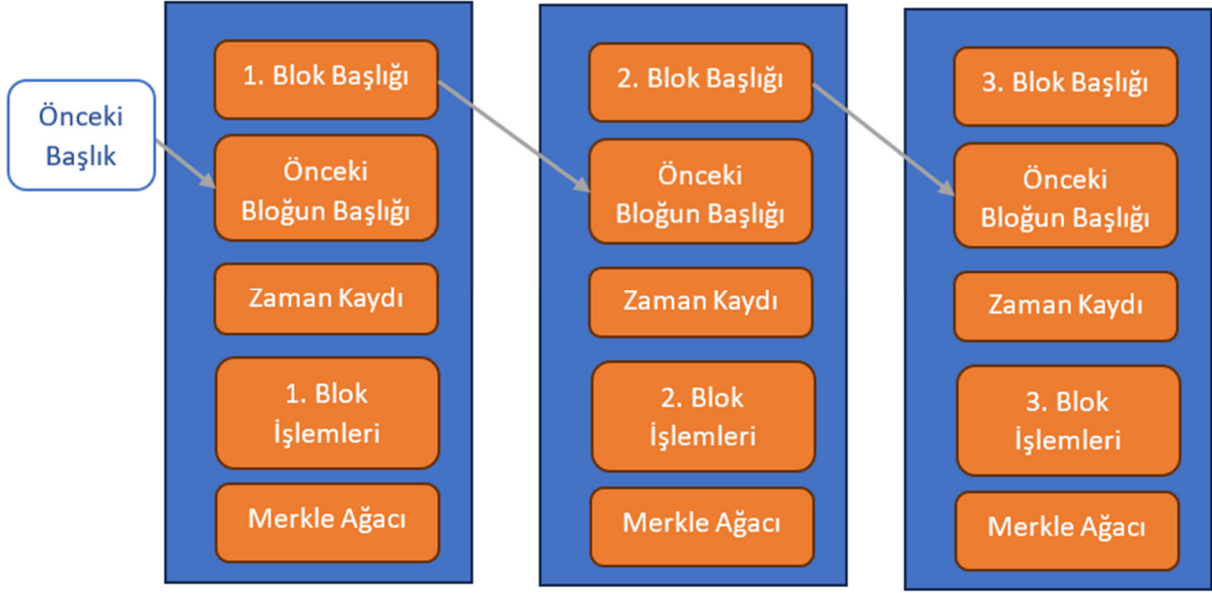 Önceki
Başlık
1. Blok Başlığı
Önceki
Bloğun Başlığı
Zaman Kaydı
1. Blok
İşlemleri
Merkle Ağacı
2. Blok Başlığı
Önceki
Bloğun Başlığı
Zaman Kaydı
2. Blok
İşlemleri
Merkle Ağacı
3. Blok Başlığı
Önceki
Bloğun Başlığı
Zaman Kaydı
3. Blok
İşlemleri
Merkle Ağacı